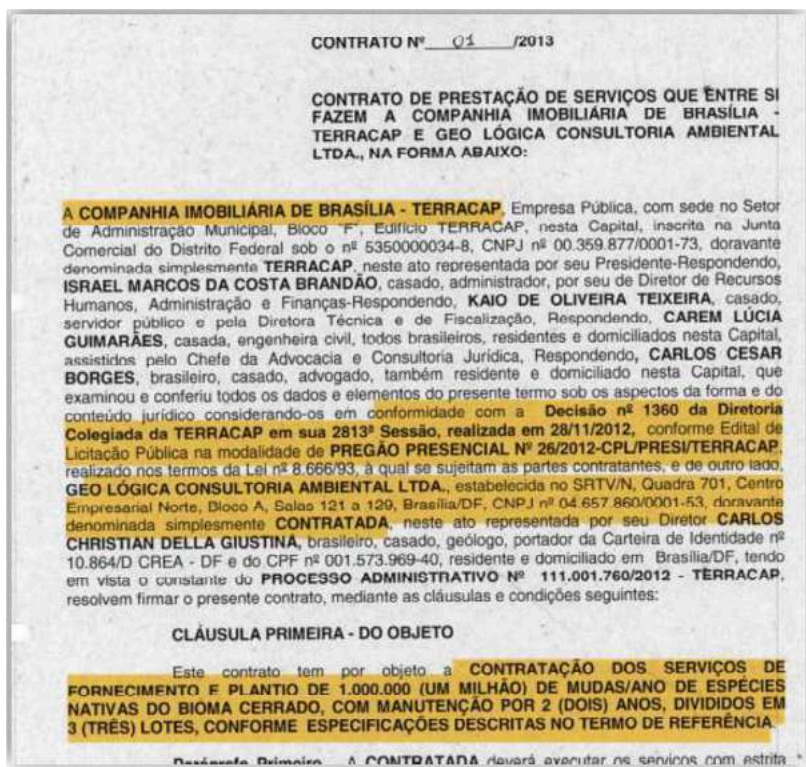 CONTRATO Nº 01 /2013
CONTRATO DE PRESTAÇÃO DE SERVIÇOS QUE ENTRE SI
FAZEM A COMPANHIA IMOBILIÁRIA DE BRASÍLIA -
TERRACAP E GEO LÓGICA CONSULTORIA AMBIENTAL
LTDA., NA FORMA ABAIXO:
A COMPANHIA IMOBILIÁRIA DE BRASÍLIA - TERRACAP, Empresa Pública, com sede no Setor
de Administração Municipal, Bloco "F", Edifício TERRACAP, nesta Capital, inscrita na Junta
Comercial do Distrito Federal sob o nº 5350000034-8, CNPJ nº 00.359.877/0001-73, doravante
denominada simplesmente TERRACAP, neste ato representada por seu Presidente-Respondendo,
ISRAEL MARCOS DA COSTA BRANDÃO, casado, administrador, por seu de Diretor de Recursos
Humanos, Administração e Finanças-Respondendo, KAIO DE OLIVEIRA TEIXEIRA, casado,
servidor público e pela Diretora Técnica e de Fiscalização, Respondendo, CAREM LÚCIA
GUIMARÃES, casada, engenheira civil, todos brasileiros, residentes e domiciliados nesta Capital,
assistidos pelo Chefe da Advocacia e Consultoria Jurídica, Respondendo, CARLOS CESAR
BORGES, brasileiro, casado, advogado, também residente e domiciliado nesta Capital, que
examinou e conferiu todos os dados e elementos do presente termo sob os aspectos da forma e do
conteúdo jurídico considerando-os em conformidade com a Decisão nº 1360 da Diretoria
Colegiada da TERRACAP em sua 2813ª Sessão, realizada em 28/11/2012, conforme Edital de
Licitação Pública na modalidade de PREGÃO PRESENCIAL Nº 26/2012-CPL/PRESI/TERRACAP,
realizado nos termos da Lei nº 8.666/93, à qual se sujeitam as partes contratantes, e de outro lado,
GEO LÓGICA CONSULTORIA AMBIENTAL LTDA., estabelecida no SRTV/N, Quadra 701, Centro
Empresarial Norte, Bloco A, Salas 121 a 129, Brasília/DF, CNPJ nº 04.657.860/0001-53, doravante
denominada simplesmente CONTRATADA, neste ato representada por seu Diretor CARLOS
CHRISTIAN DELLA GIUSTINA, brasileiro, casado, geólogo, portador da Carteira de Identidade nº
10.864/D CREA - DF e do CPF nº 001.573.969-40, residente e domiciliado em Brasília/DF, tendo
em vista o constante do PROCESSO ADMINISTRATIVO Nº 111.001.760/2012 - TERRACAP,
resolvem firmar o presente contrato, mediante as cláusulas e condições seguintes:
CLÁUSULA PRIMEIRA - DO OBJETO
Este contrato tem por objeto a CONTRATAÇÃO DOS SERVIÇOS DE
FORNECIMENTO E PLANTIO DE 1.000.000 (UM MILHÃO) DE MUDAS/ANO DE ESPÉCIES
NATIVAS DO BIOMA CERRADO, COM MANUTENÇÃO POR 2 (DOIS) ANOS, DIVIDIDOS EM
3 (TRÊS) LOTES, CONFORME ESPECIFICAÇÕES DESCRITAS NO TERMO DE REFERÊNCIA.
Parágrafo Primeiro A CONTRATADA deverá executar os serviços com estrita